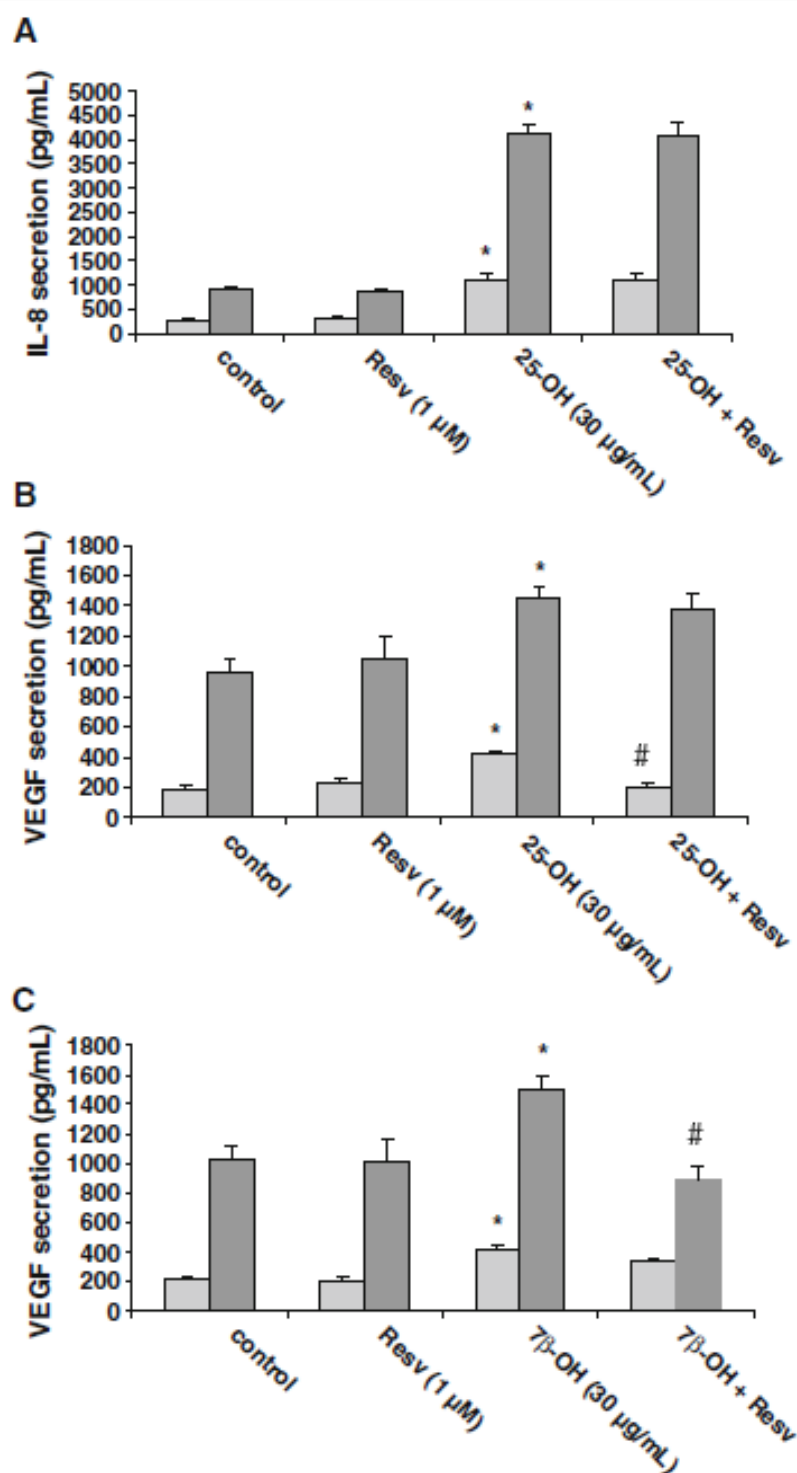 A
IL-8 secretion (pg/mL)
5000
4500
4000
3500
3000
2500
2000
1500
1000
500
0
*
*
control
Resv (1 µM)
25-OH (30 µg/mL)
25-OH + Resv
B
VEGF secretion (pg/mL)
1800
1600
1400
1200
1000
800
600
400
200
0
*
*
#
control
Resv (1 µM)
25-OH (30 µg/mL)
25-OH + Resv
C
VEGF secretion (pg/mL)
1800
1600
1400
1200
1000
800
600
400
200
0
*
*
#
control
Resv (1 µM)
7β-OH (30 µg/mL)
7β-OH + Resv